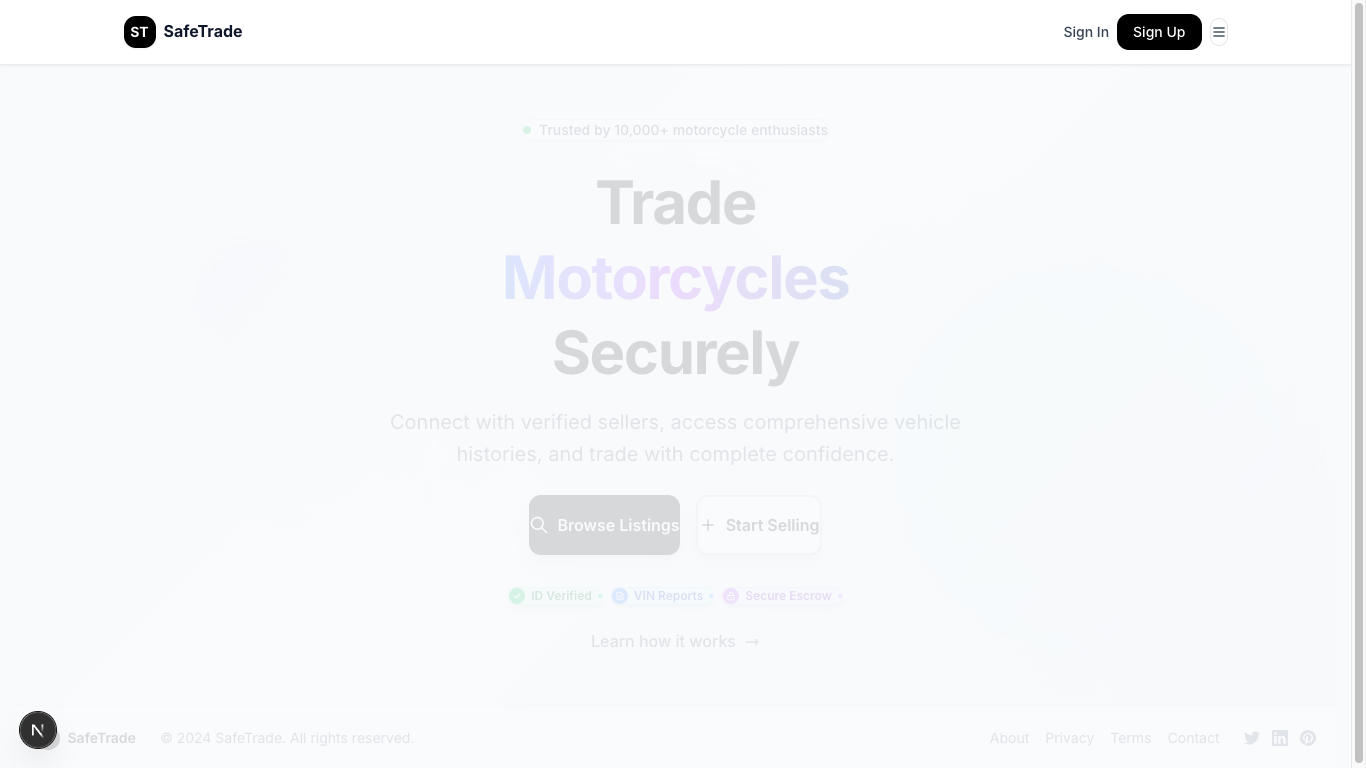 ST SafeTrade Sign In Sign Up
Trusted by 10,000+ motorcycle enthusiasts
Trade
Motorcycles
Securely
Connect with verified sellers, access comprehensive vehicle
histories, and trade with complete confidence.
Browse Listings + Start Selling
ID Verified VIN Reports Secure Escrow
Learn how it works →
N SafeTrade © 2024 SafeTrade. All rights reserved. About Privacy Terms Contact